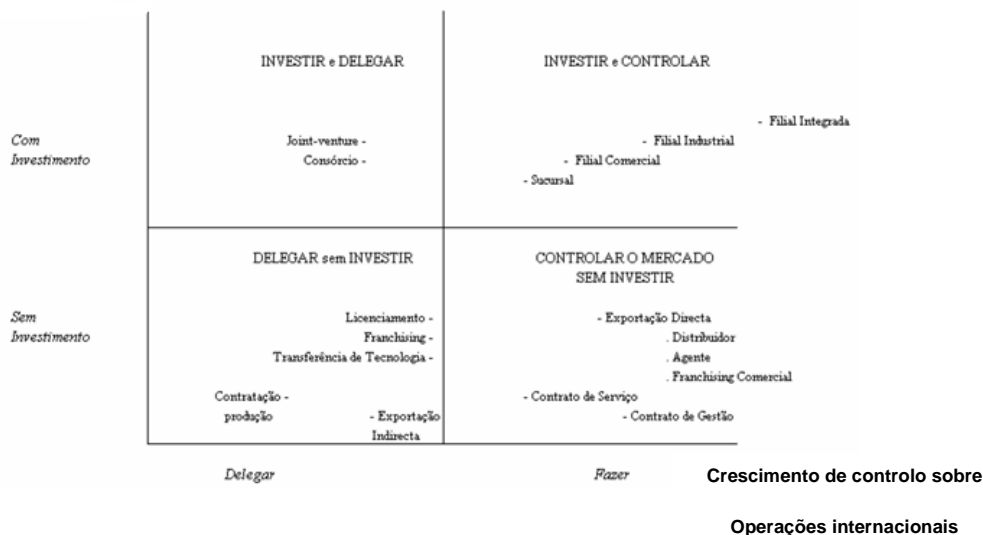 INVESTIR e DELEGAR
INVESTIR e CONTROLAR
- Filial Integrada
Com
Investimento
Joint-venture -
Consórcio -
- Filial Industrial
- Filial Comercial
- Sucursal
DELEGAR sem INVESTIR
CONTROLAR O MERCADO
SEM INVESTIR
Sem
Investimento
Licenciamento -
Franchising -
Transferência de Tecnologia -
Contratação -
produção
- Exportação
Indirecta
- Exportação Directa
. Distribuidor
. Agente
. Franchising Comercial
- Contrato de Serviço
- Contrato de Gestão
Delegar
Fazer
Crescimento de controlo sobre
Operações internacionais